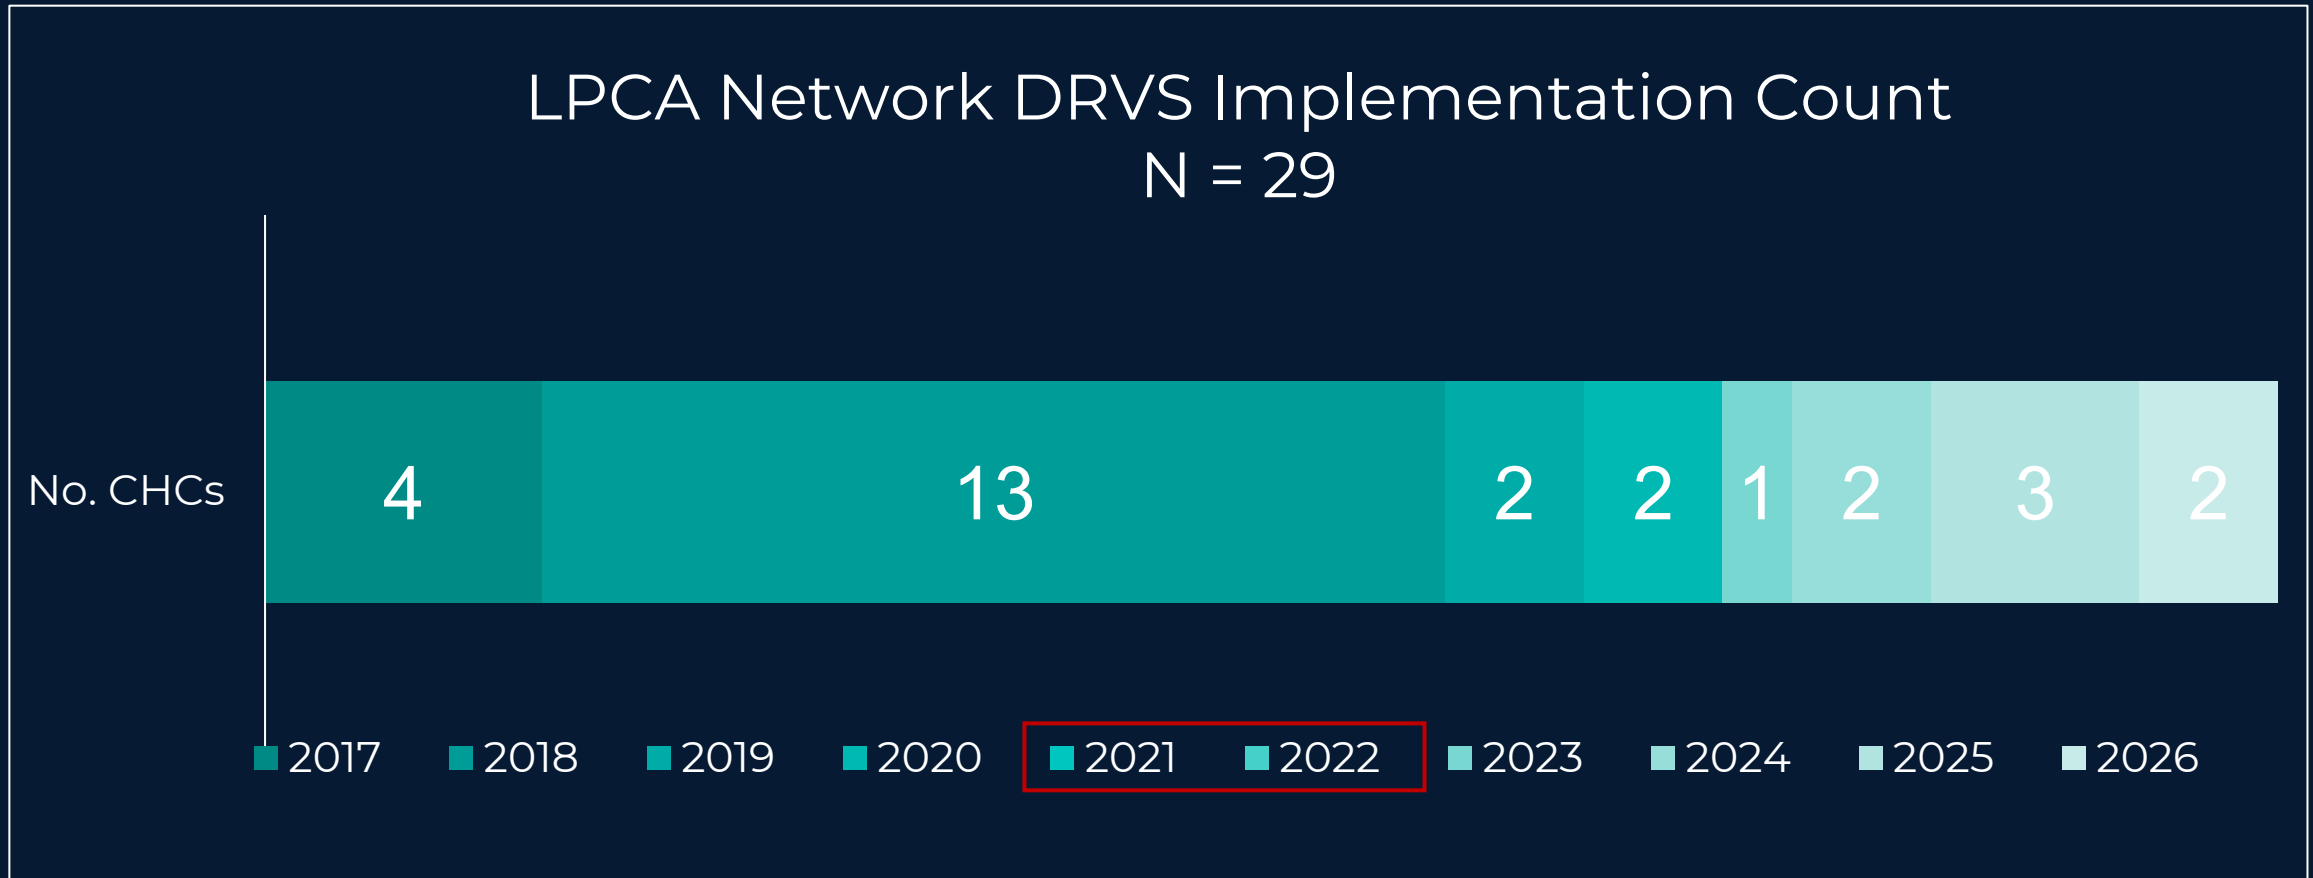 LPCA Network DRVS Implementation Count
N = 29
No. CHCs 4 13 2 2 1 2 3 2
2017 2018 2019 2020 2021 2022 2023 2024 2025 2026